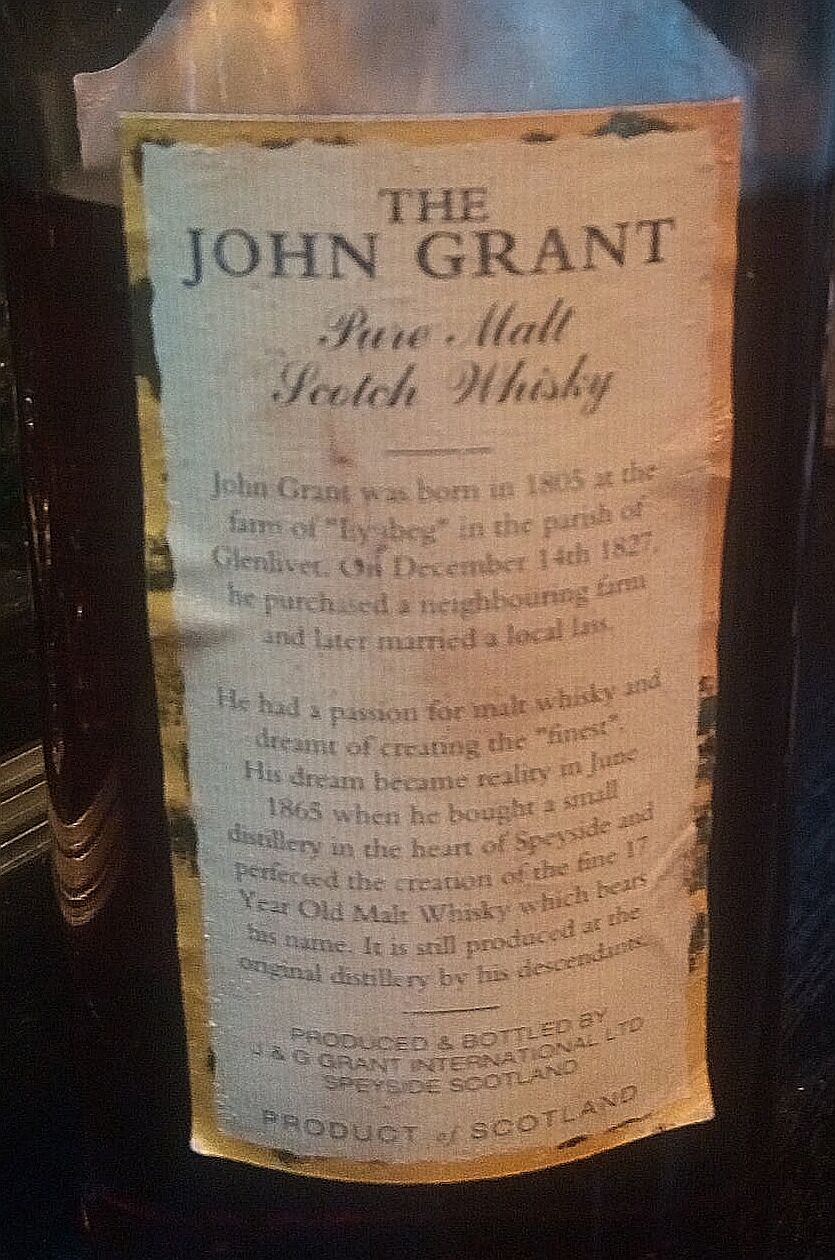 THE
JOHN GRANT
Pure Malt
Scotch Whisky
John Grant was born in 1805 at the
farm of in the parish of
Glenlivet. On December 14th 1827,
he purchased a neighbouring farm
and later married a local lass.
He had a passion for malt whisky and
dreamt of creating the "finest".
His dream became reality in June
1865 when he bought a small
distillery in the heart of Speyside and
perfected the creation of the fine 17
Year Old Malt Whisky which bears
his name. It is still produced at the
original distillery by his descendants.
PRODUCED & BOTTLED BY
J & G GRANT INTERNATIONAL LTD
SPEYSIDE SCOTLAND
PRODUCT of SCOTLAND